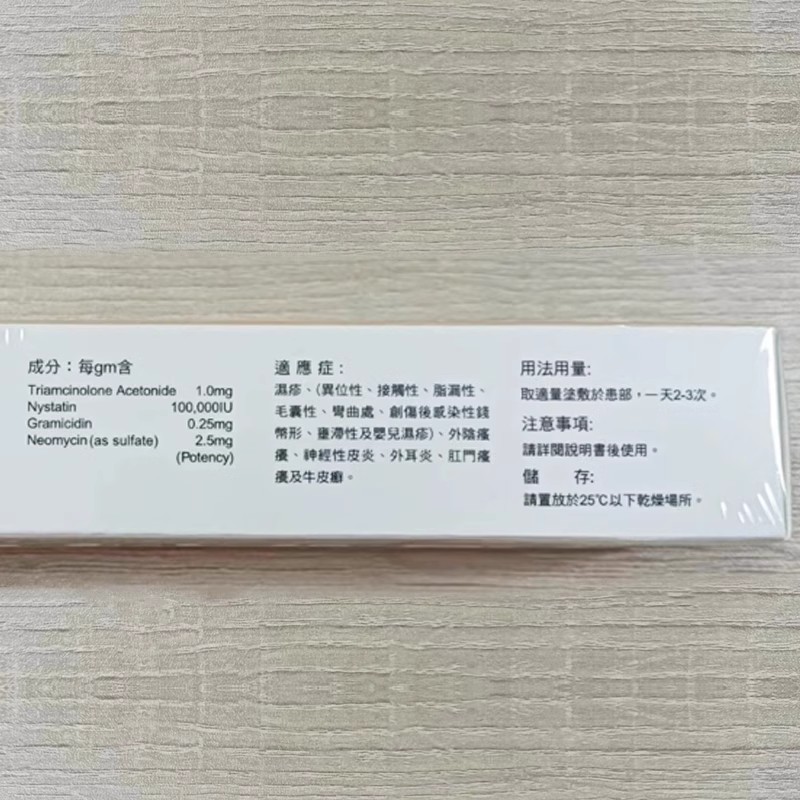 成分：每gm含
Triamcinolone Acetonide 1.0mg
Nystatin 100,000IU
Gramicidin 0.25mg
Neomycin (as sulfate) 2.5mg
(Potency)
適應症:
濕疹、(異位性、接觸性、脂漏性、
毛囊性、彎曲處、創傷後感染性錢
幣形、壅滯性及嬰兒濕疹)、外陰瘙
癢、神經性皮炎、外耳炎、肛門瘙
癢及牛皮癬。
用法用量:
取適量塗敷於患部，一天2-3次。
注意事項:
請詳閱說明書後使用。
儲 存:
請置放於25℃以下乾燥場所。